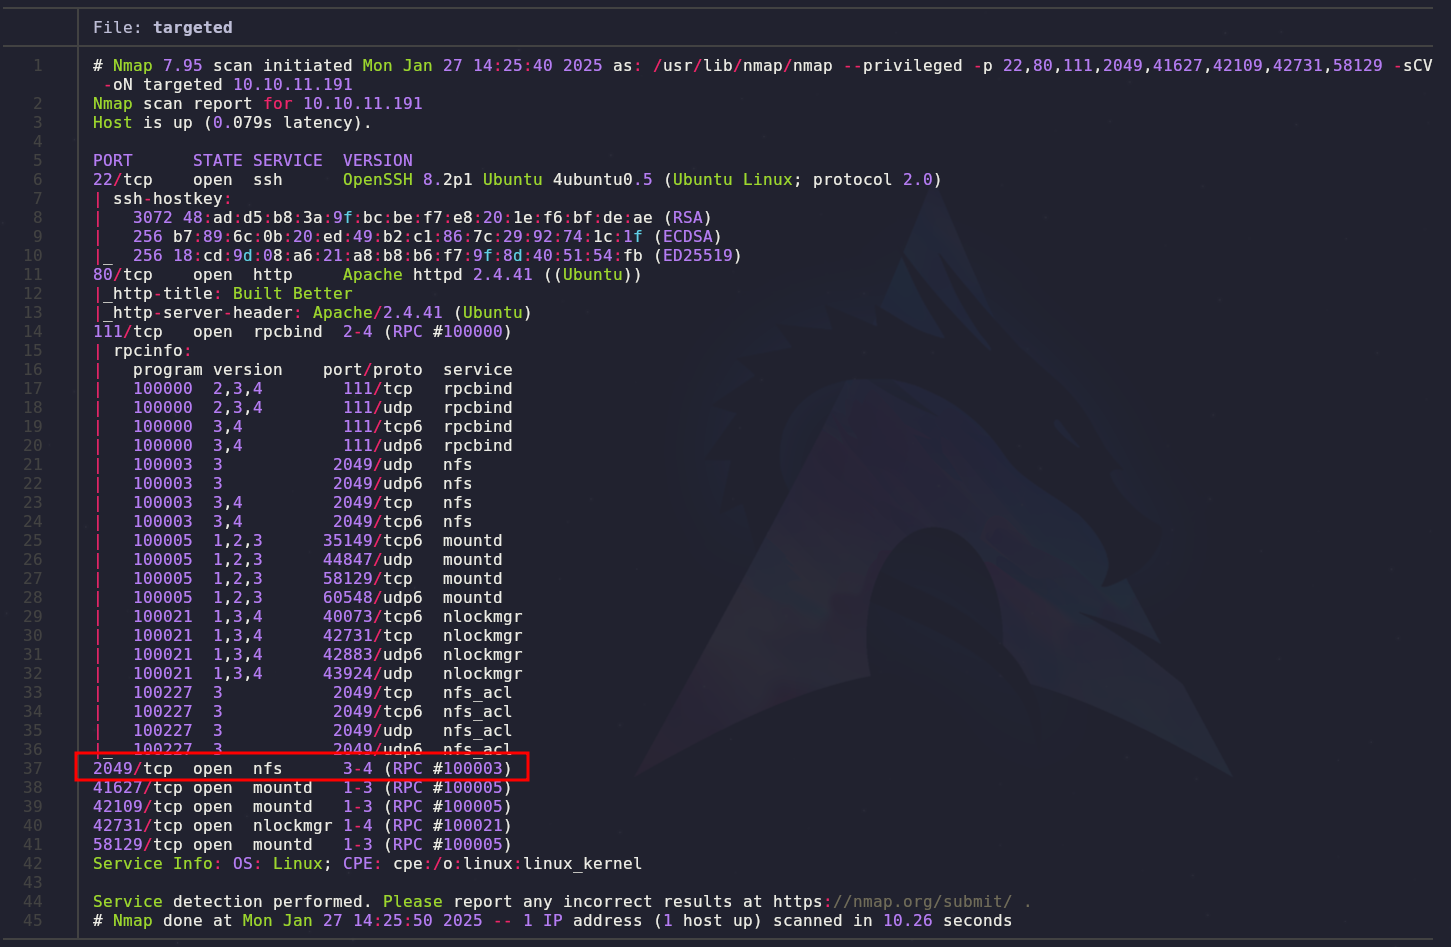 File: targeted
1 # Nmap 7.95 scan initiated Mon Jan 27 14:25:40 2025 as: /usr/lib/nmap/nmap --privileged -p 22,80,111,2049,41627,42109,42731,58129 -sCV
-oN targeted 10.10.11.191
2 Nmap scan report for 10.10.11.191
3 Host is up (0.079s latency).
4
5 PORT      STATE SERVICE  VERSION
6 22/tcp    open  ssh      OpenSSH 8.2p1 Ubuntu 4ubuntu0.5 (Ubuntu Linux; protocol 2.0)
7 | ssh-hostkey:
8 |   3072 48:ad:d5:b8:3a:9f:bc:be:f7:e8:20:1e:f6:bf:de:ae (RSA)
9 |   256 b7:89:6c:0b:20:ed:49:b2:c1:86:7c:29:92:74:1c:1f (ECDSA)
10 |_  256 18:cd:9d:08:a6:21:a8:b8:b6:f7:9f:8d:40:51:54:fb (ED25519)
11 80/tcp    open  http     Apache httpd 2.4.41 ((Ubuntu))
12 |_http-title: Built Better
13 |_http-server-header: Apache/2.4.41 (Ubuntu)
14 111/tcp   open  rpcbind  2-4 (RPC #100000)
15 | rpcinfo:
16 |   program version    port/proto  service
17 |   100000  2,3,4        111/tcp   rpcbind
18 |   100000  2,3,4        111/udp   rpcbind
19 |   100000  3,4          111/tcp6  rpcbind
20 |   100000  3,4          111/udp6  rpcbind
21 |   100003  3           2049/udp   nfs
22 |   100003  3           2049/udp6  nfs
23 |   100003  3,4         2049/tcp   nfs
24 |   100003  3,4         2049/tcp6  nfs
25 |   100005  1,2,3      35149/tcp6  mountd
26 |   100005  1,2,3      44847/udp   mountd
27 |   100005  1,2,3      58129/tcp   mountd
28 |   100005  1,2,3      60548/udp6  mountd
29 |   100021  1,3,4      40073/tcp6  nlockmgr
30 |   100021  1,3,4      42731/tcp   nlockmgr
31 |   100021  1,3,4      42883/udp6  nlockmgr
32 |   100021  1,3,4      43924/udp   nlockmgr
33 |   100227  3           2049/tcp   nfs_acl
34 |   100227  3           2049/tcp6  nfs_acl
35 |   100227  3           2049/udp   nfs_acl
36 |_  100227  3           2049/udp6  nfs_acl
37 2049/tcp  open  nfs      3-4 (RPC #100003)
38 41627/tcp open  mountd   1-3 (RPC #100005)
39 42109/tcp open  mountd   1-3 (RPC #100005)
40 42731/tcp open  nlockmgr 1-4 (RPC #100021)
41 58129/tcp open  mountd   1-3 (RPC #100005)
42 Service Info: OS: Linux; CPE: cpe:/o:linux:linux_kernel
43
44 Service detection performed. Please report any incorrect results at https://nmap.org/submit/ .
45 # Nmap done at Mon Jan 27 14:25:50 2025 -- 1 IP address (1 host up) scanned in 10.26 seconds